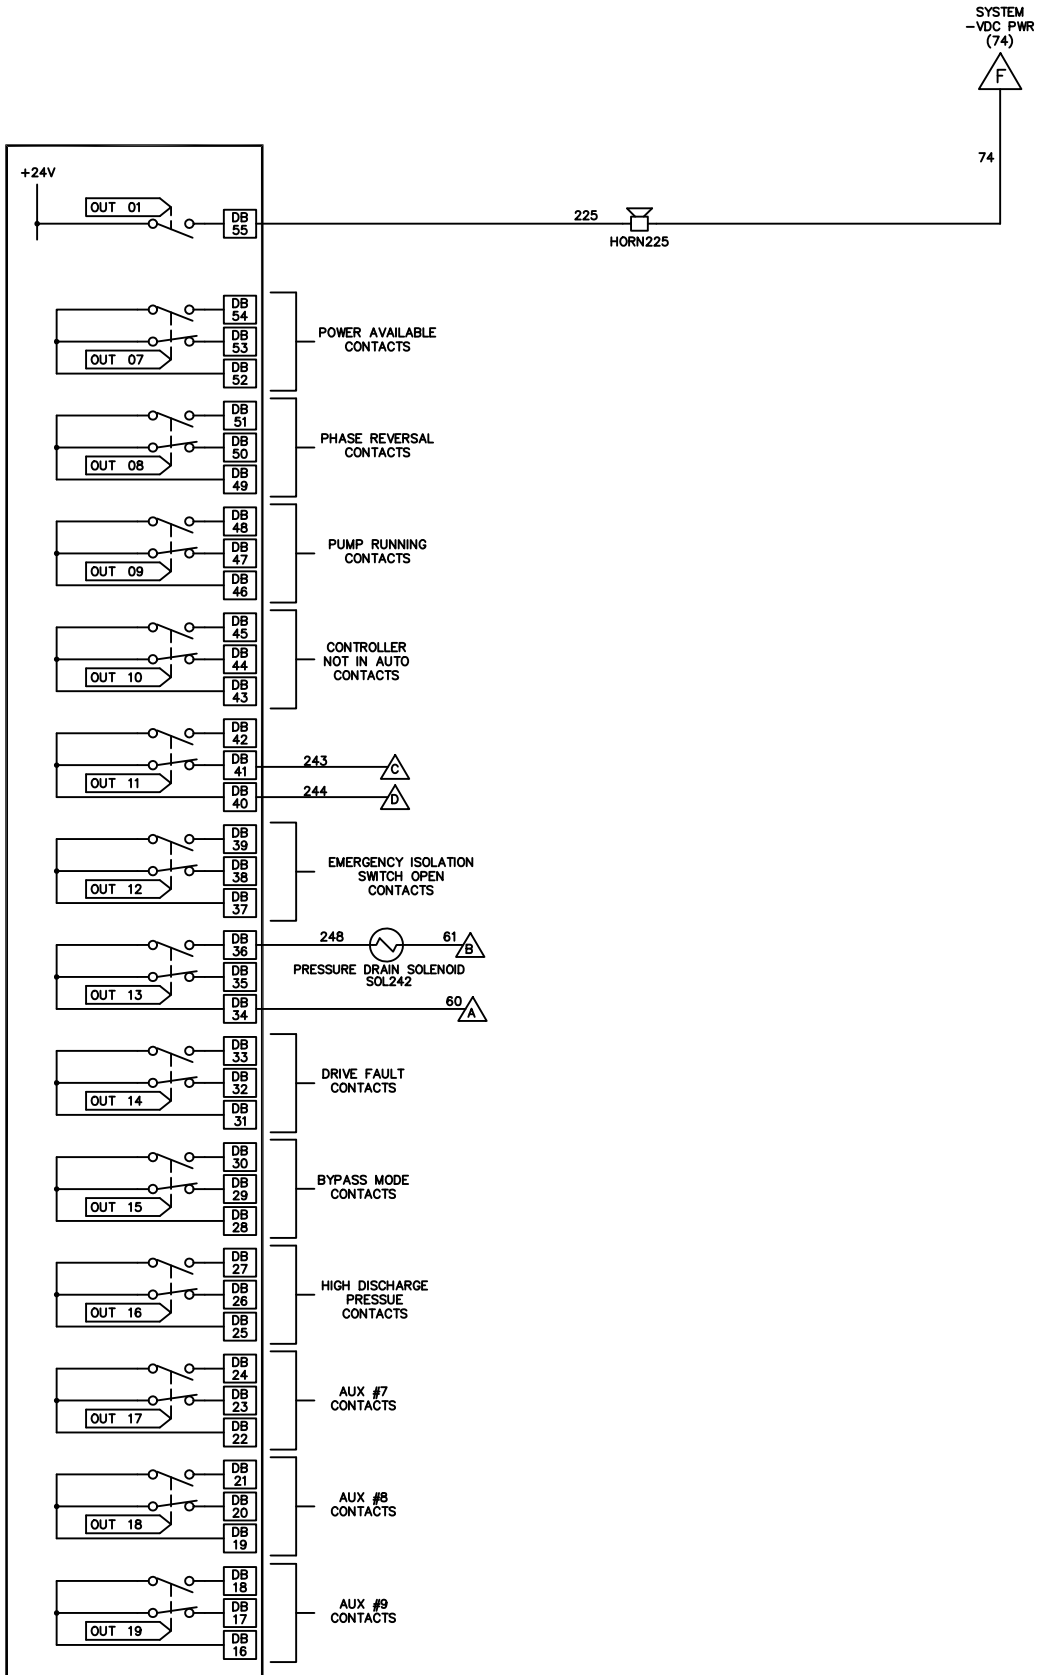 SYSTEM
-VDC PWR
(74)
F
74
+24V
OUT 01
DB
55
225
HORN225
DB
54
DB
53
OUT 07
DB
52
POWER AVAILABLE
CONTACTS
DB
51
DB
50
OUT 08
DB
49
PHASE REVERSAL
CONTACTS
DB
48
DB
47
OUT 09
DB
46
PUMP RUNNING
CONTACTS
DB
45
DB
44
OUT 10
DB
43
CONTROLLER
NOT IN AUTO
CONTACTS
DB
42
DB
41
243
C
OUT 11
DB
40
244
D
DB
39
DB
38
OUT 12
DB
37
EMERGENCY ISOLATION
SWITCH OPEN
CONTACTS
DB
36
248
61
B
PRESSURE DRAIN SOLENOID
SOL242
DB
35
OUT 13
DB
34
60
A
DB
33
DB
32
OUT 14
DB
31
DRIVE FAULT
CONTACTS
DB
30
DB
29
OUT 15
DB
28
BYPASS MODE
CONTACTS
DB
27
DB
26
OUT 16
DB
25
HIGH DISCHARGE
PRESSUE
CONTACTS
DB
24
DB
23
OUT 17
DB
22
AUX #7
CONTACTS
DB
21
DB
20
OUT 18
DB
19
AUX #8
CONTACTS
DB
18
DB
17
OUT 19
DB
16
AUX #9
CONTACTS